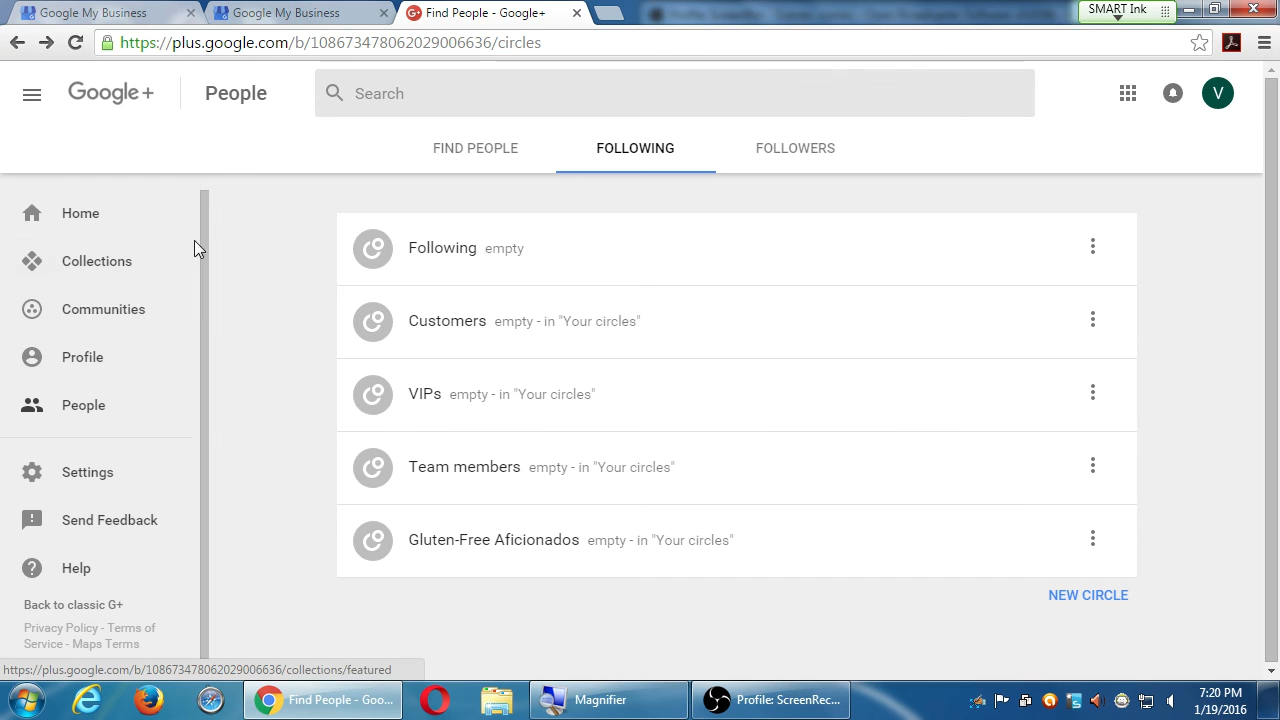 Google My Business
Google My Business
Find People - Google+
SMART Ink
https://plus.google.com/b/108673478062029006636/circles
Google+
People
Search
V
FIND PEOPLE
FOLLOWING
FOLLOWERS
Home
Collections
Communities
Profile
People
Settings
Send Feedback
Help
Back to classic G+
Privacy Policy - Terms of
Service - Maps Terms
Following empty
Customers empty - in "Your circles"
VIPs empty - in "Your circles"
Team members empty - in "Your circles"
Gluten-Free Aficionados empty - in "Your circles"
NEW CIRCLE
https://plus.google.com/b/108673478062029006636/collections/featured
Find People - Goo...
Magnifier
Profile: ScreenRec...
7:20 PM
1/19/2016